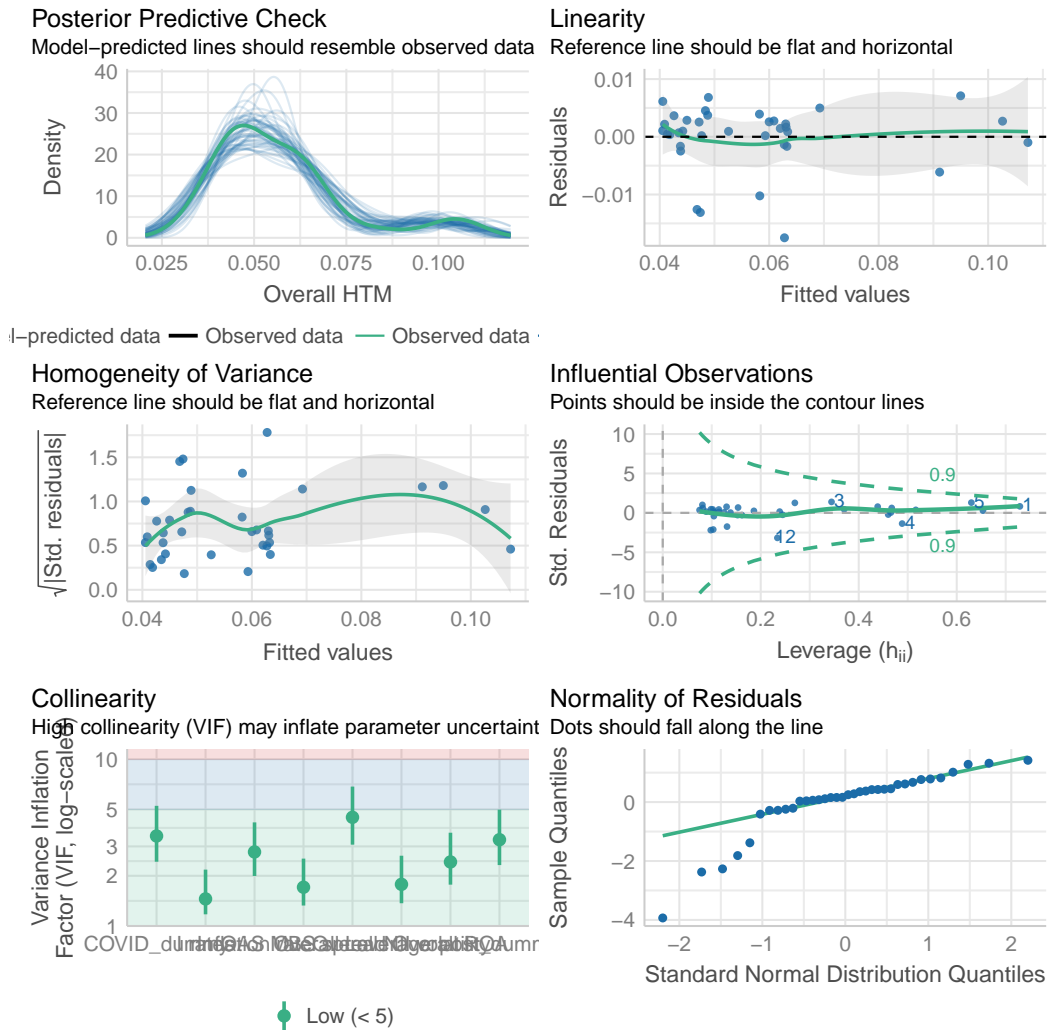 Posterior Predictive Check
Model−predicted lines should resemble observed data
40
30
20
10
0
Density
0.025 0.050 0.075 0.100
Overall HTM
l−predicted data Observed data Observed data
Linearity
Reference line should be flat and horizontal
0.01
0.00
−0.01
Residuals
0.04 0.06 0.08 0.10
Fitted values
Homogeneity of Variance
Reference line should be flat and horizontal
1.5
1.0
0.5
0.0
√|Std. residuals|
0.04 0.06 0.08 0.10
Fitted values
Influential Observations
Points should be inside the contour lines
10
5
0
−5
−10
Std. Residuals
0.9
3
5
1
4
12
0.9
0.0 0.2 0.4 0.6
Leverage (hii)
Collinearity
High collinearity (VIF) may inflate parameter uncertaint
10
5
3
2
1
Variance Inflation
Factor (VIF, log−scaled)
Low (< 5)
Normality of Residuals
Dots should fall along the line
0
−2
−4
Sample Quantiles
−2 −1 0 1 2
Standard Normal Distribution Quantiles